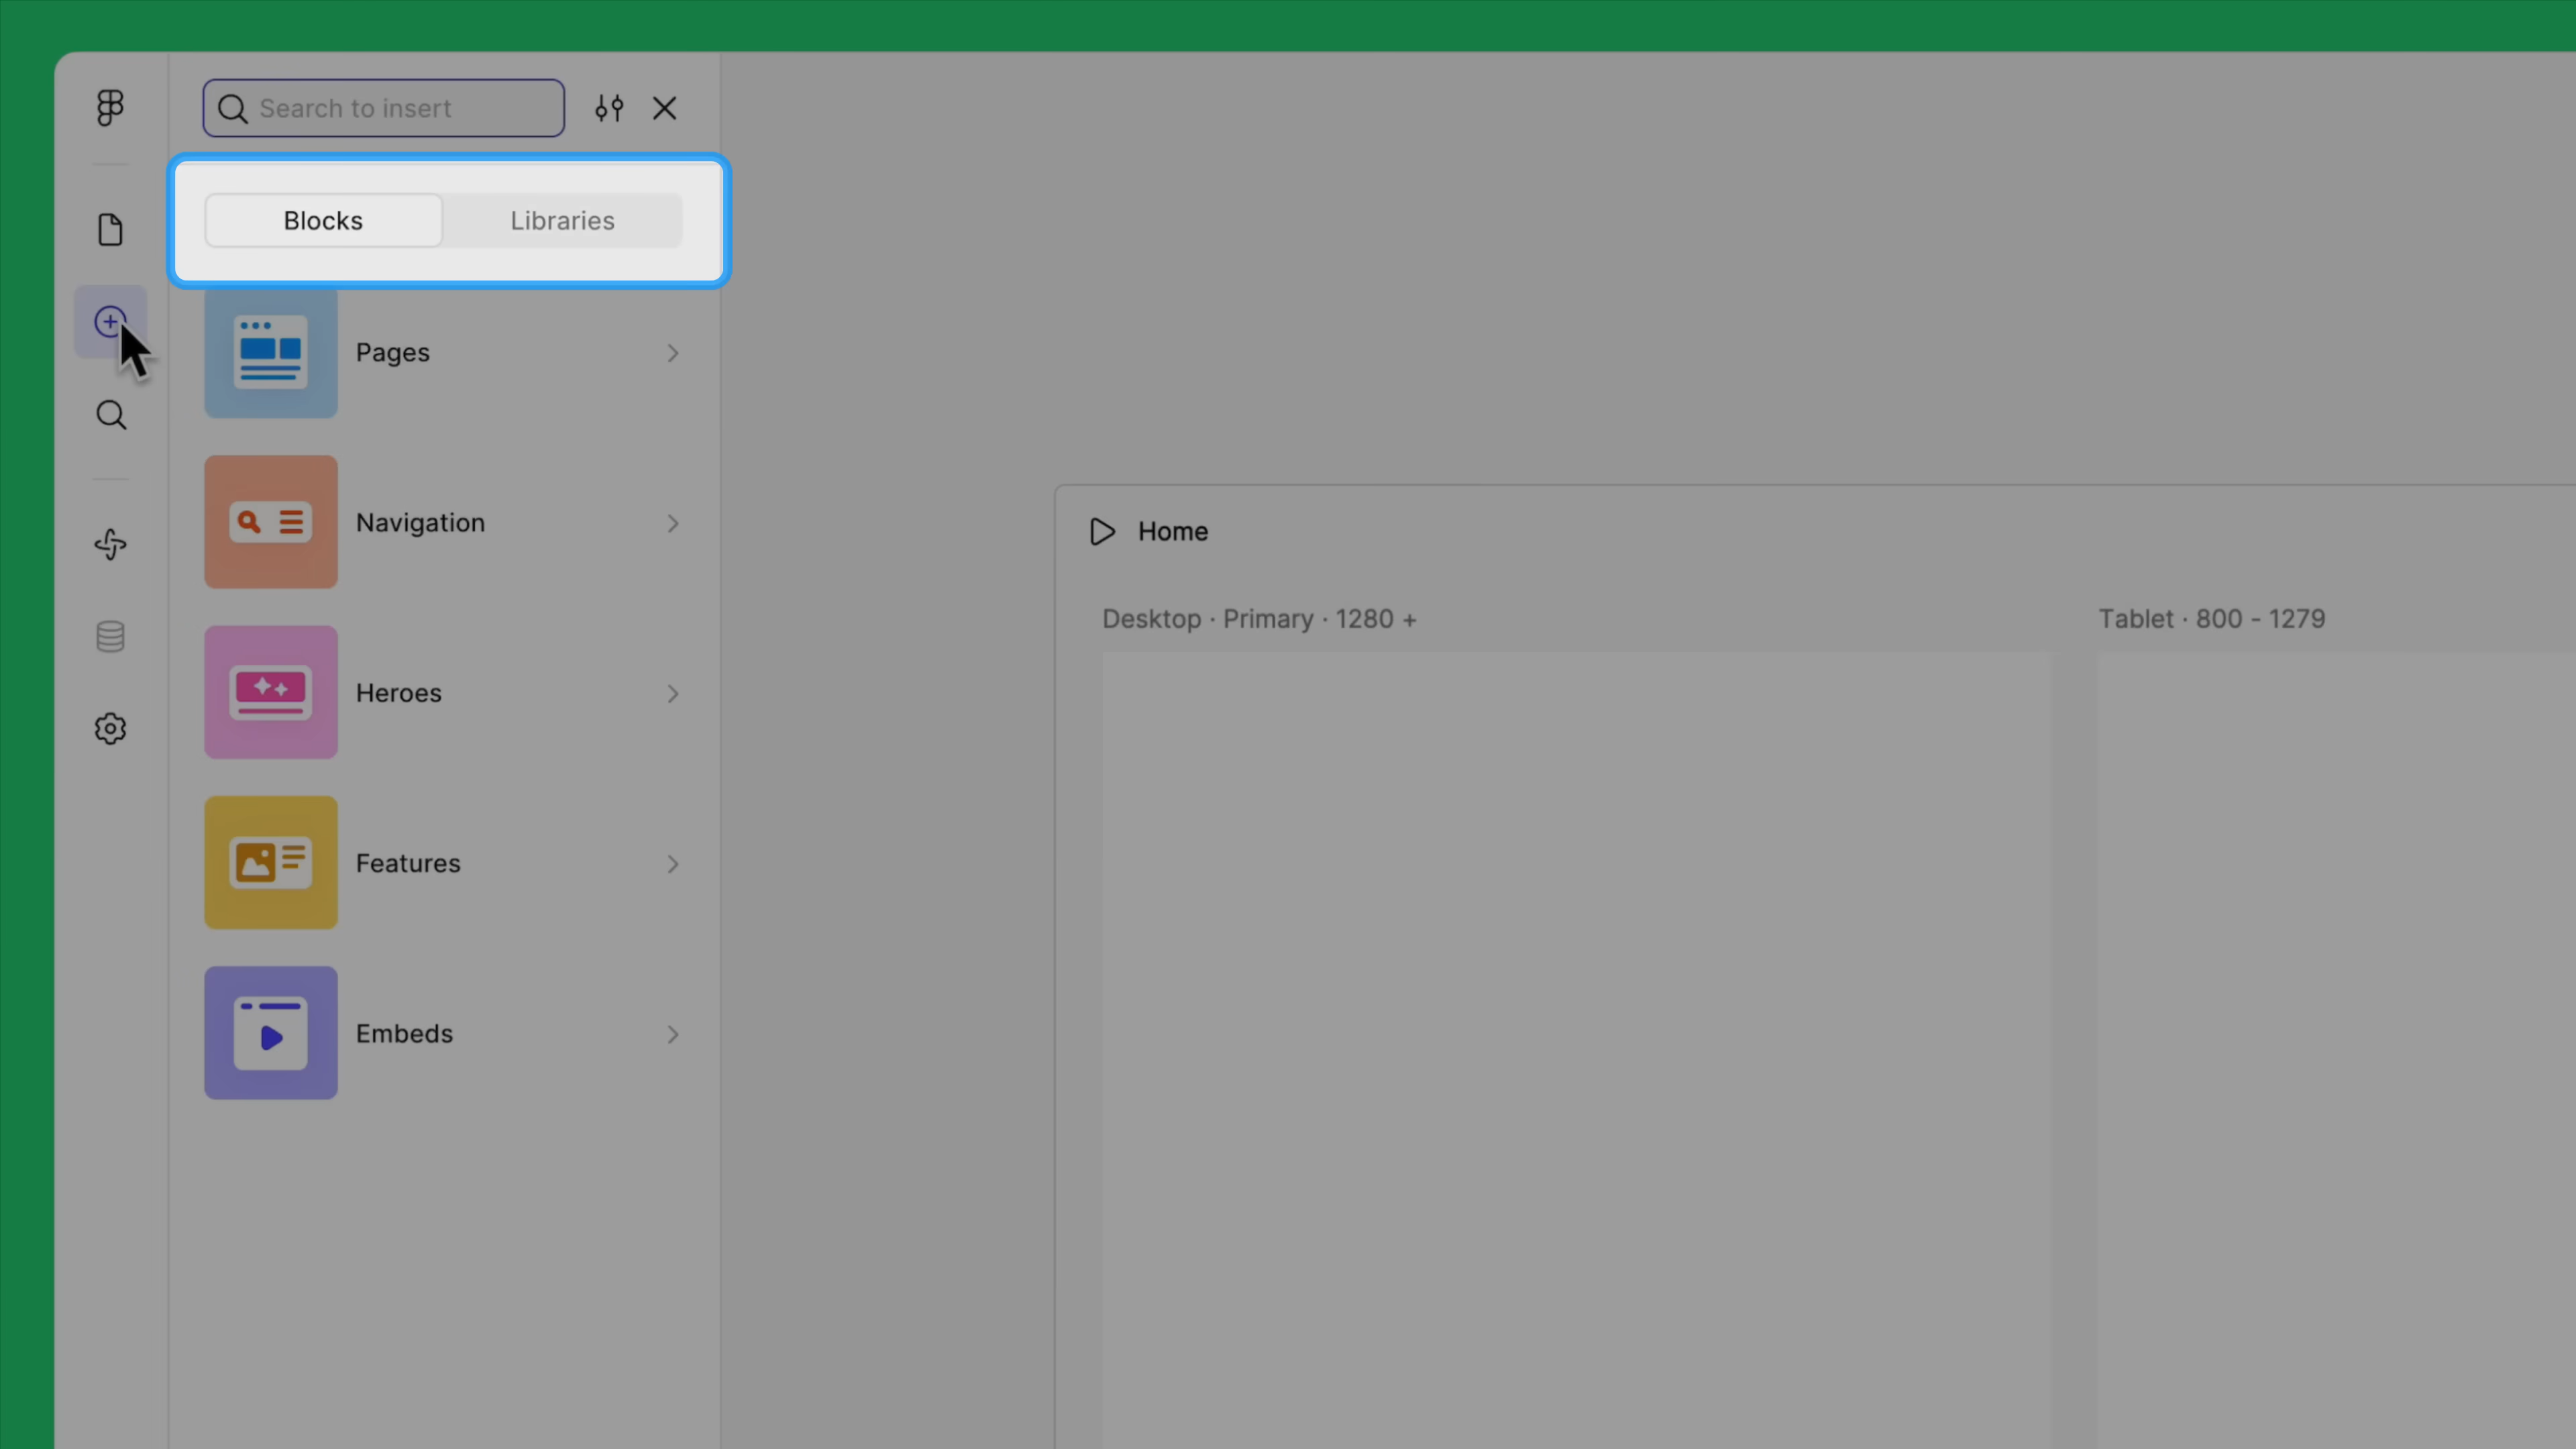 Search to insert
Blocks
Libraries
Pages
Navigation
Heroes
Features
Embeds
Home
Desktop · Primary · 1280 +
Tablet · 800 - 1279